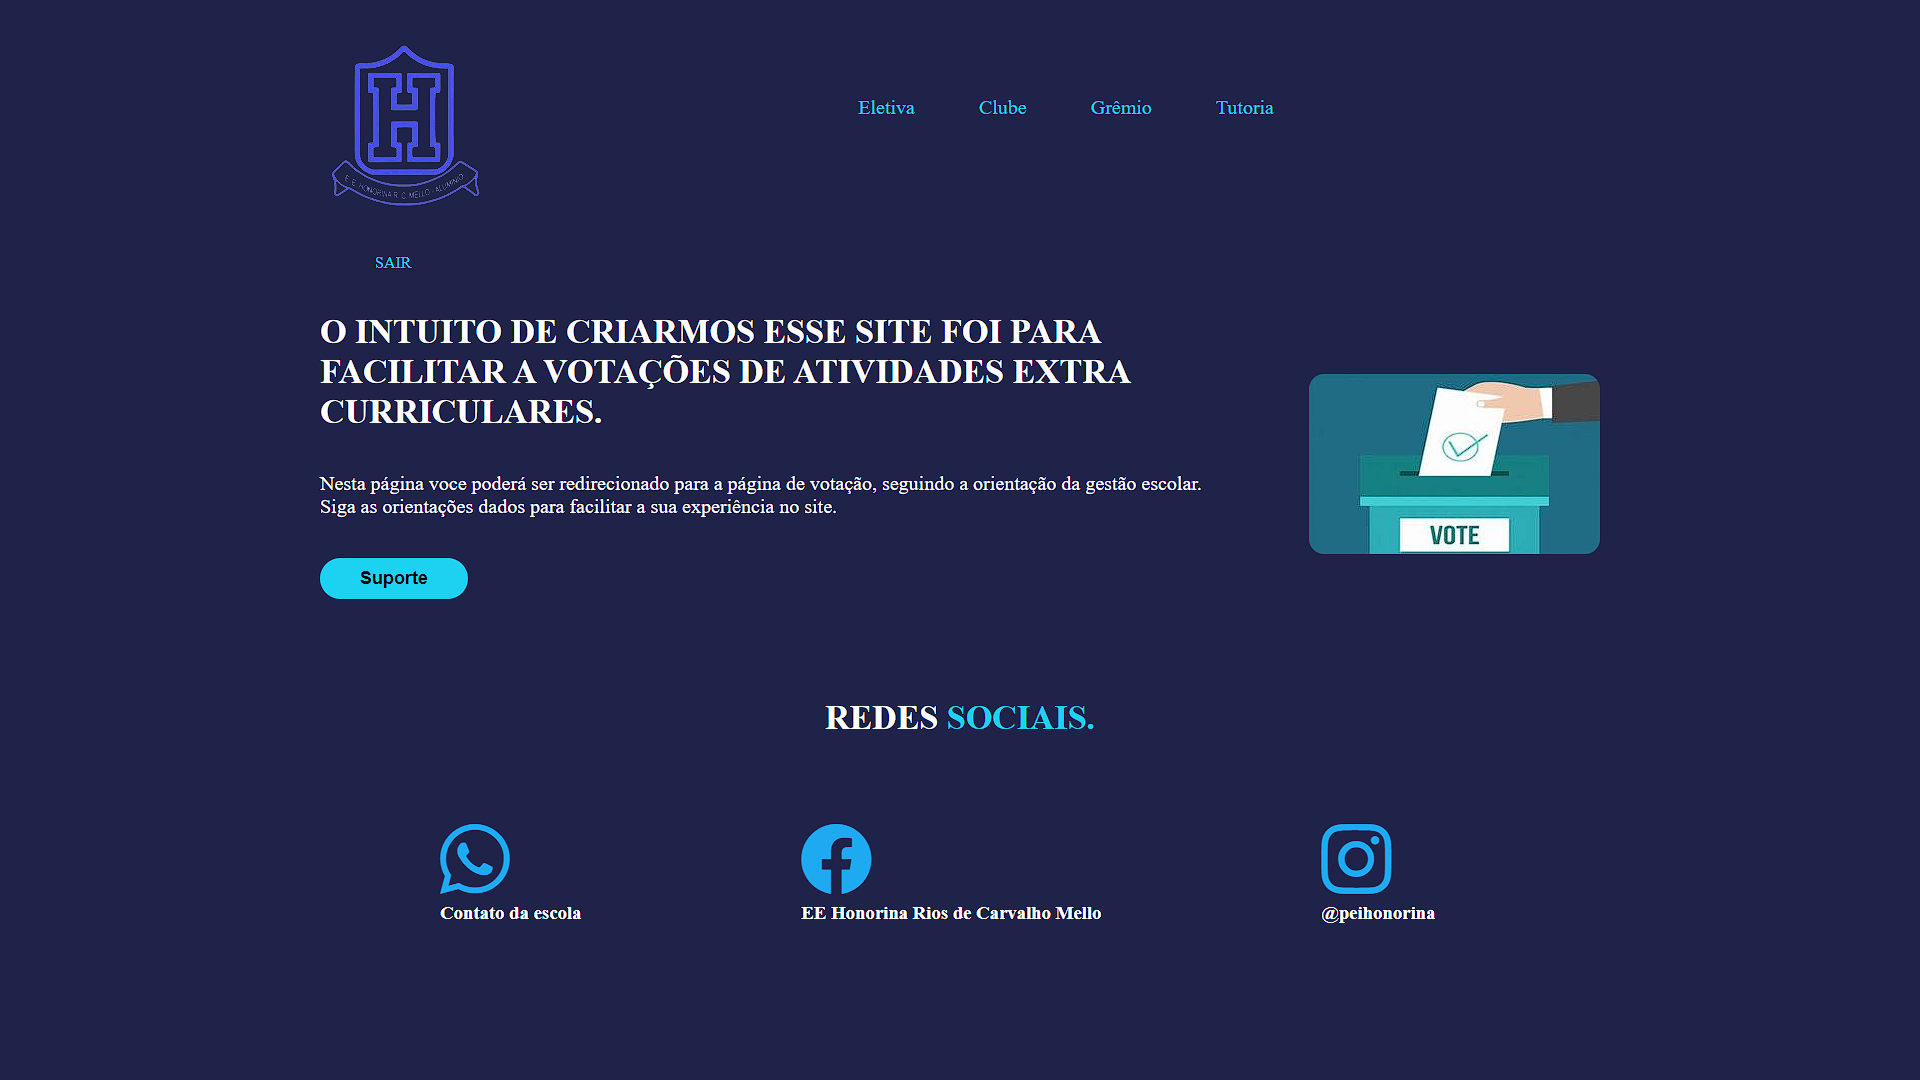 E. E. HONORINA R. C. MELLO - ALUMÍNIO
Eletiva
Clube
Grêmio
Tutoria
SAIR
O INTUITO DE CRIARMOS ESSE SITE FOI PARA
FACILITAR A VOTAÇÕES DE ATIVIDADES EXTRA
CURRICULARES.
Nesta página voce poderá ser redirecionado para a página de votação, seguindo a orientação da gestão escolar.
Siga as orientações dados para facilitar a sua experiência no site.
VOTE
Suporte
REDES SOCIAIS.
Contato da escola
EE Honorina Rios de Carvalho Mello
@peihonorina